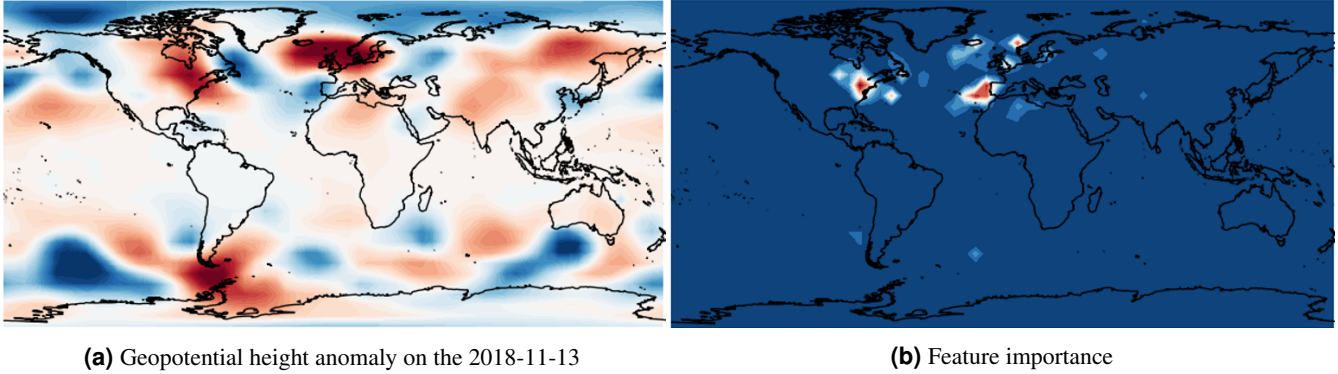 (a) Geopotential height anomaly on the 2018-11-13
(b) Feature importance